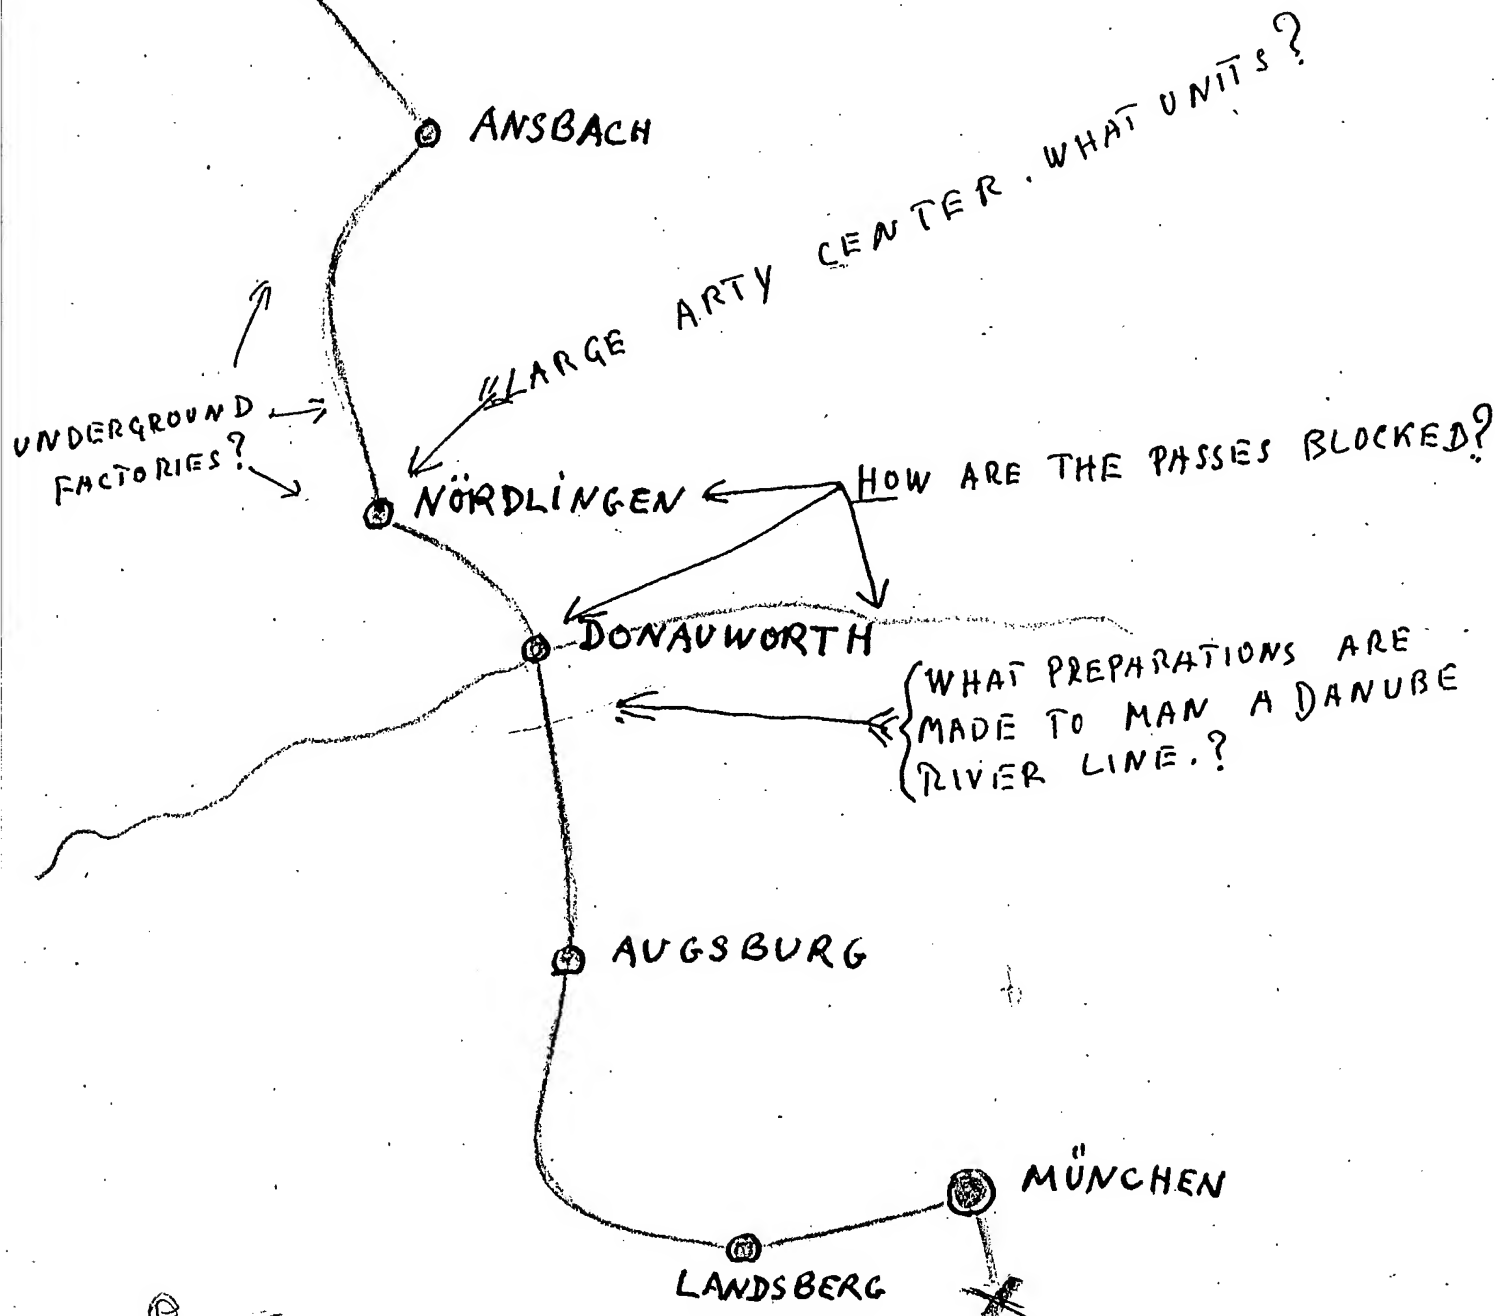 ANSBACH
LARGE ARTY CENTER. WHAT UNITS?
UNDERGROUND
FACTORIES?
NÖRDLINGEN
HOW ARE THE PASSES BLOCKED?
DONAUWORTH
{WHAT PREPARATIONS ARE
MADE TO MAN A DANUBE
RIVER LINE.?
AUGSBURG
MÜNCHEN
LANDSBERG